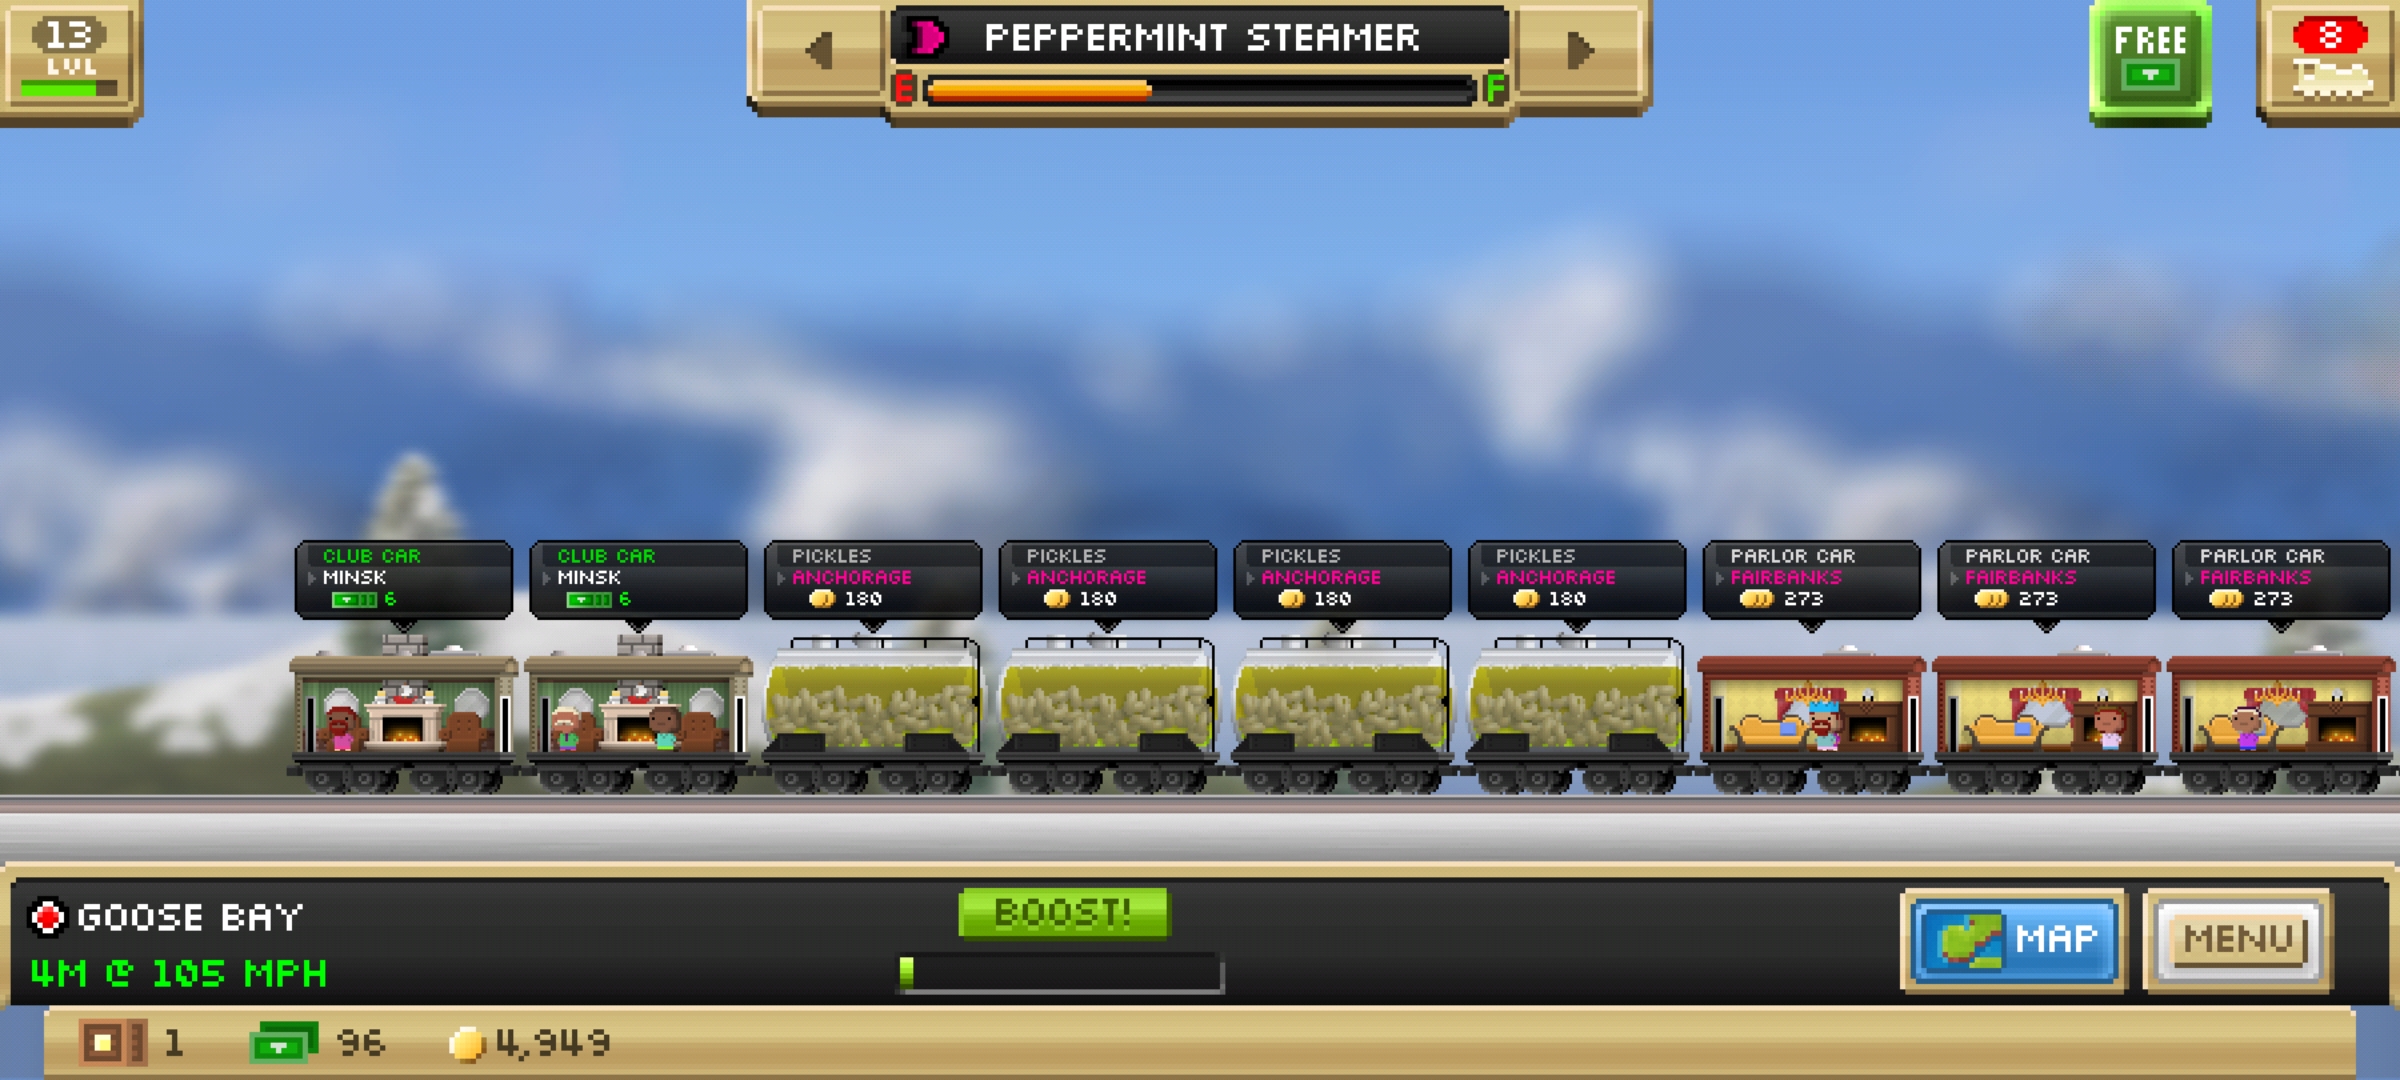 13
LVL
PEPPERMINT STEAMER
E F
FREE
8
CLUB CAR
MINSK
6
CLUB CAR
MINSK
6
PICKLES
ANCHORAGE
180
PICKLES
ANCHORAGE
180
PICKLES
ANCHORAGE
180
PICKLES
ANCHORAGE
180
PARLOR CAR
FAIRBANKS
273
PARLOR CAR
FAIRBANKS
273
PARLOR CAR
FAIRBANKS
273
GOOSE BAY
4M @ 105 MPH
BOOST!
MAP
MENU
1 96 4,949